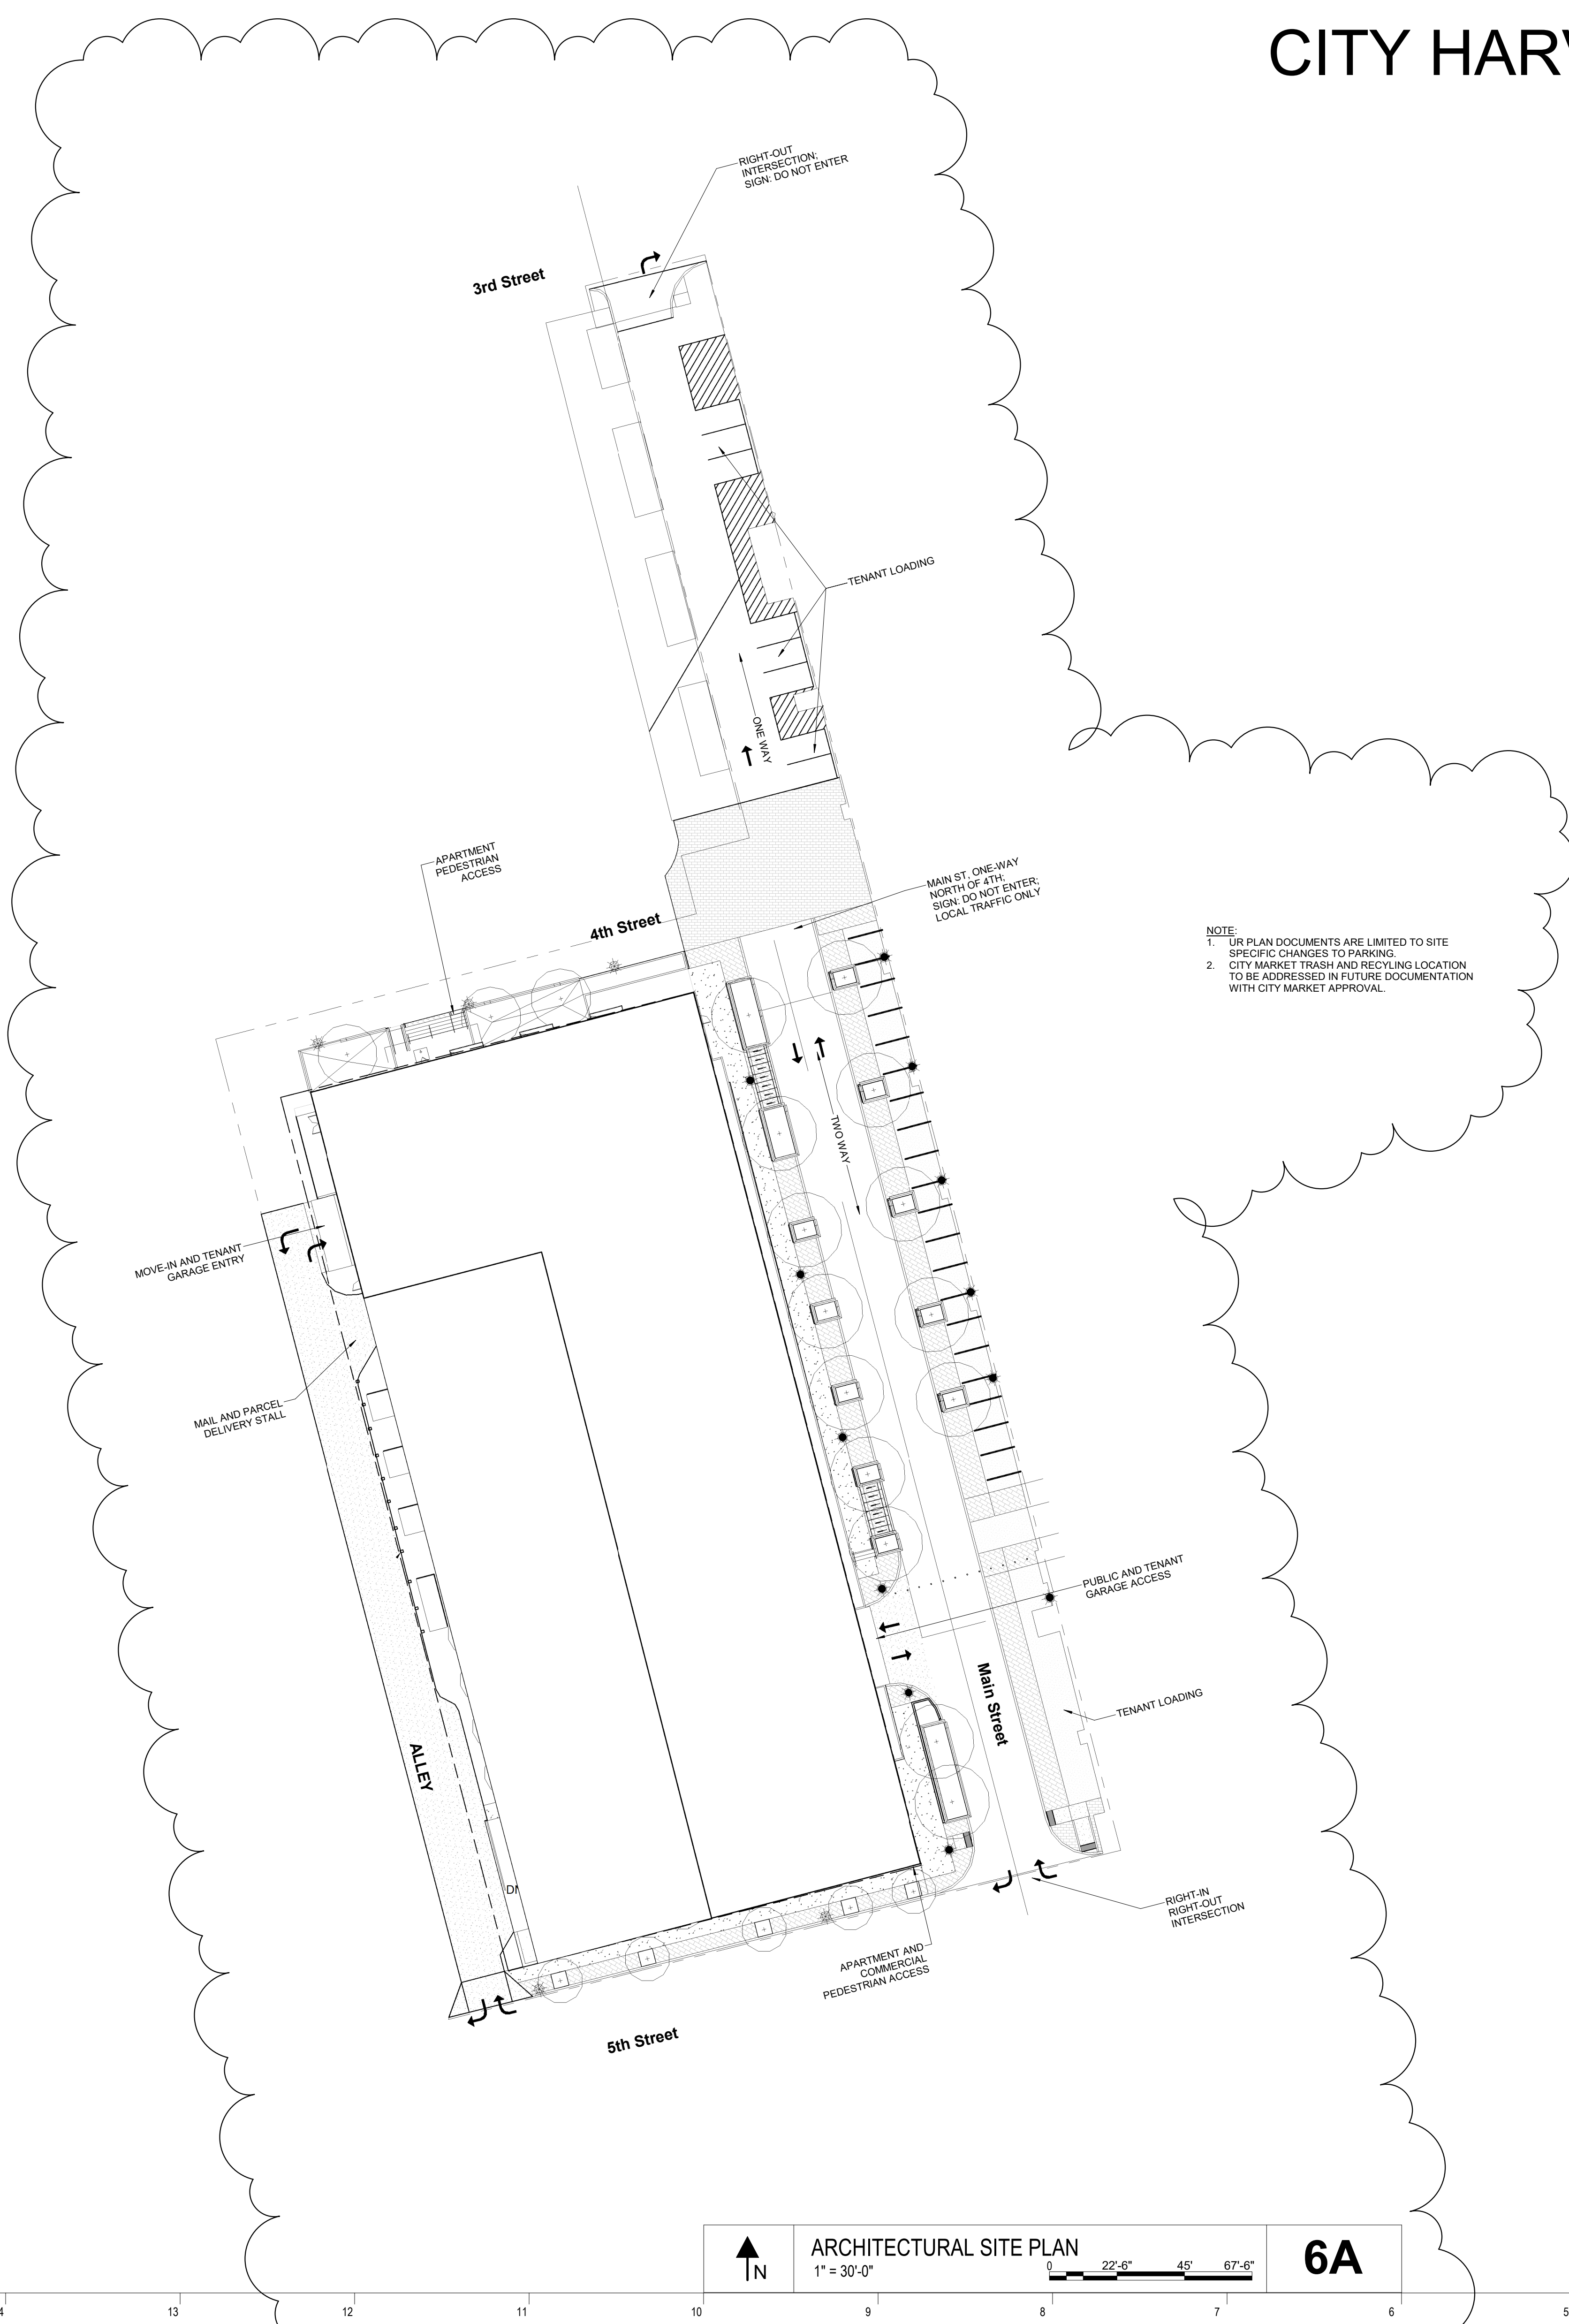 CITY HARV
RIGHT-OUT
INTERSECTION;
SIGN: DO NOT ENTER
3rd Street
TENANT LOADING
ONE WAY
APARTMENT
PEDESTRIAN
ACCESS
MAIN ST, ONE-WAY
NORTH OF 4TH;
SIGN: DO NOT ENTER;
LOCAL TRAFFIC ONLY
4th Street
NOTE:
1. UR PLAN DOCUMENTS ARE LIMITED TO SITE
SPECIFIC CHANGES TO PARKING.
2. CITY MARKET TRASH AND RECYLING LOCATION
TO BE ADDRESSED IN FUTURE DOCUMENTATION
WITH CITY MARKET APPROVAL.
TWO WAY
MOVE-IN AND TENANT
GARAGE ENTRY
MAIL AND PARCEL
DELIVERY STALL
PUBLIC AND TENANT
GARAGE ACCESS
Main Street
TENANT LOADING
ALLEY
RIGHT-IN
RIGHT-OUT
INTERSECTION
APARTMENT AND
COMMERCIAL
PEDESTRIAN ACCESS
5th Street
N
ARCHITECTURAL SITE PLAN
1" = 30'-0"
0 22'-6" 45' 67'-6"
6A
4 13 12 11 10 9 8 7 6 5